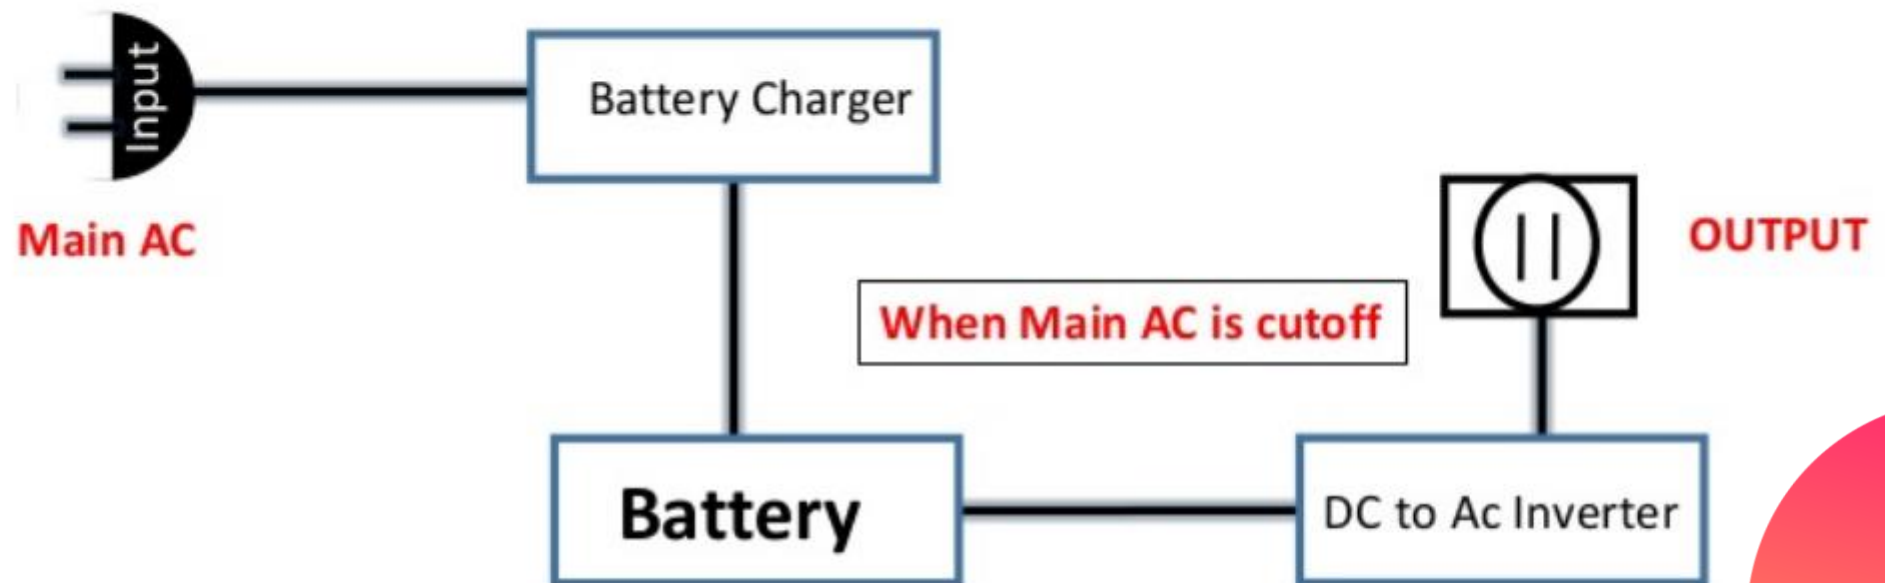 Input
Battery Charger
Main AC
OUTPUT
When Main AC is cutoff
Battery
DC to Ac Inverter